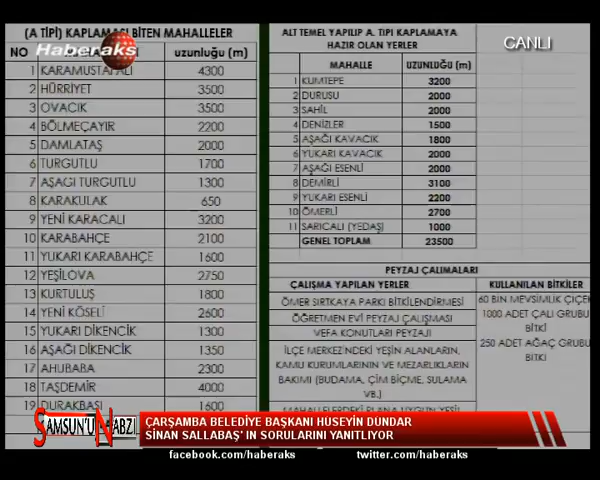 (A TİPİ) KAPLAMASI BİTEN MAHALLELER
Haberaks
NO uzunluğu (m)
1 KARAMUSTAFALI 4300
2 HÜRRİYET 3500
3 OVACIK 3500
4 BÖLMEÇAYIR 2200
5 DAMLATAŞ 2000
6 TURGUTLU 1700
7 AŞAGI TURGUTLU 1300
8 KARAKULAK 650
9 YENİ KARACALI 3200
10 KARABAHÇE 2100
11 YUKARI KARABAHÇE 1600
12 YEŞİLOVA 2750
13 KURTULUŞ 1800
14 YENİ KÖSELİ 2600
15 YUKARI DİKENCİK 1300
16 AŞAĞI DİKENCİK 1350
17 AHUBABA 2300
18 TAŞDEMİR 4000
19 DURAKBAŞI 1600
ALT TEMEL YAPILIP A. TIPI KAPLAMAYA
HAZIR OLAN YERLER
MAHALLE UZUNLUĞU (m)
1 KUMTEPE 3200
2 DURUSU 2000
3 SAHİL 2000
4 DENİZLER 1500
5 AŞAĞI KAVACIK 1800
6 YUKARI KAVACIK 2000
7 AŞAĞI ESENLİ 2000
8 DEMİRLİ 3100
9 YUKARI ESENLİ 2200
10 ÖMERLİ 2700
11 SARICALI (YEDAŞ) 1000
GENEL TOPLAM 23500
CANLI
PEYZAJ ÇALIMALARI
ÇALIŞMA YAPILAN YERLER KULLANILAN BİTKİLER
ÖMER SIRTKAYA PARKI BİTKİLENDİRMESİ 60 BIN MEVSİMLİK ÇİÇEK
ÖĞRETMEN EVİ PEYZAJ ÇALIŞMASI 1000 ADET ÇALI GRUBU
VEFA KONUTLARI PEYZAJI BİTKİ
İLÇE MERKEZİ'NDEKİ YEŞİN ALANLARIN, 250 ADET AĞAÇ GRUBU
KAMU KURUMLARININ VE MEZARLIKLARIN BİTKI
BAKIMI (BUDAMA, ÇİM BİÇME, SULAMA
VB.)
MAHALLELERDEKİ PLANA UYGUN YEŞİL
SAMSUN'UN NABZI
ÇARŞAMBA BELEDİYE BAŞKANI HÜSEYİN DÜNDAR
SİNAN SALLABAŞ' IN SORULARINI YANITLIYOR
facebook.com/haberaks twitter.com/haberaks